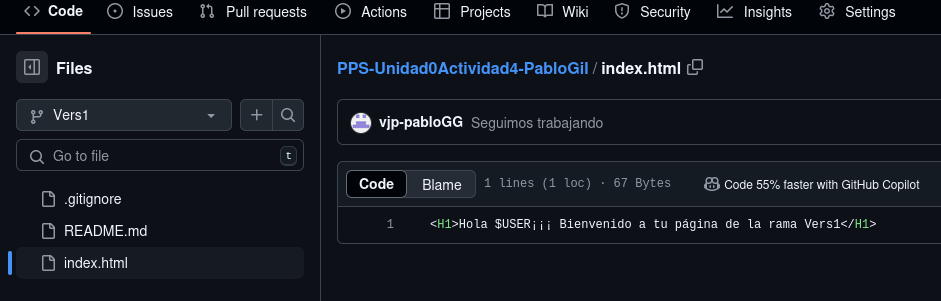 Code Issues Pull requests Actions Projects Wiki Security Insights Settings
Files
Vers1
Go to file t
.gitignore
README.md
index.html
PPS-Unidad0Actividad4-PabloGil / index.html
vjp-pabloGG Seguimos trabajando
Code Blame 1 lines (1 loc) · 67 Bytes Code 55% faster with GitHub Copilot
1 <H1>Hola $USER¡¡¡ Bienvenido a tu página de la rama Vers1</H1>